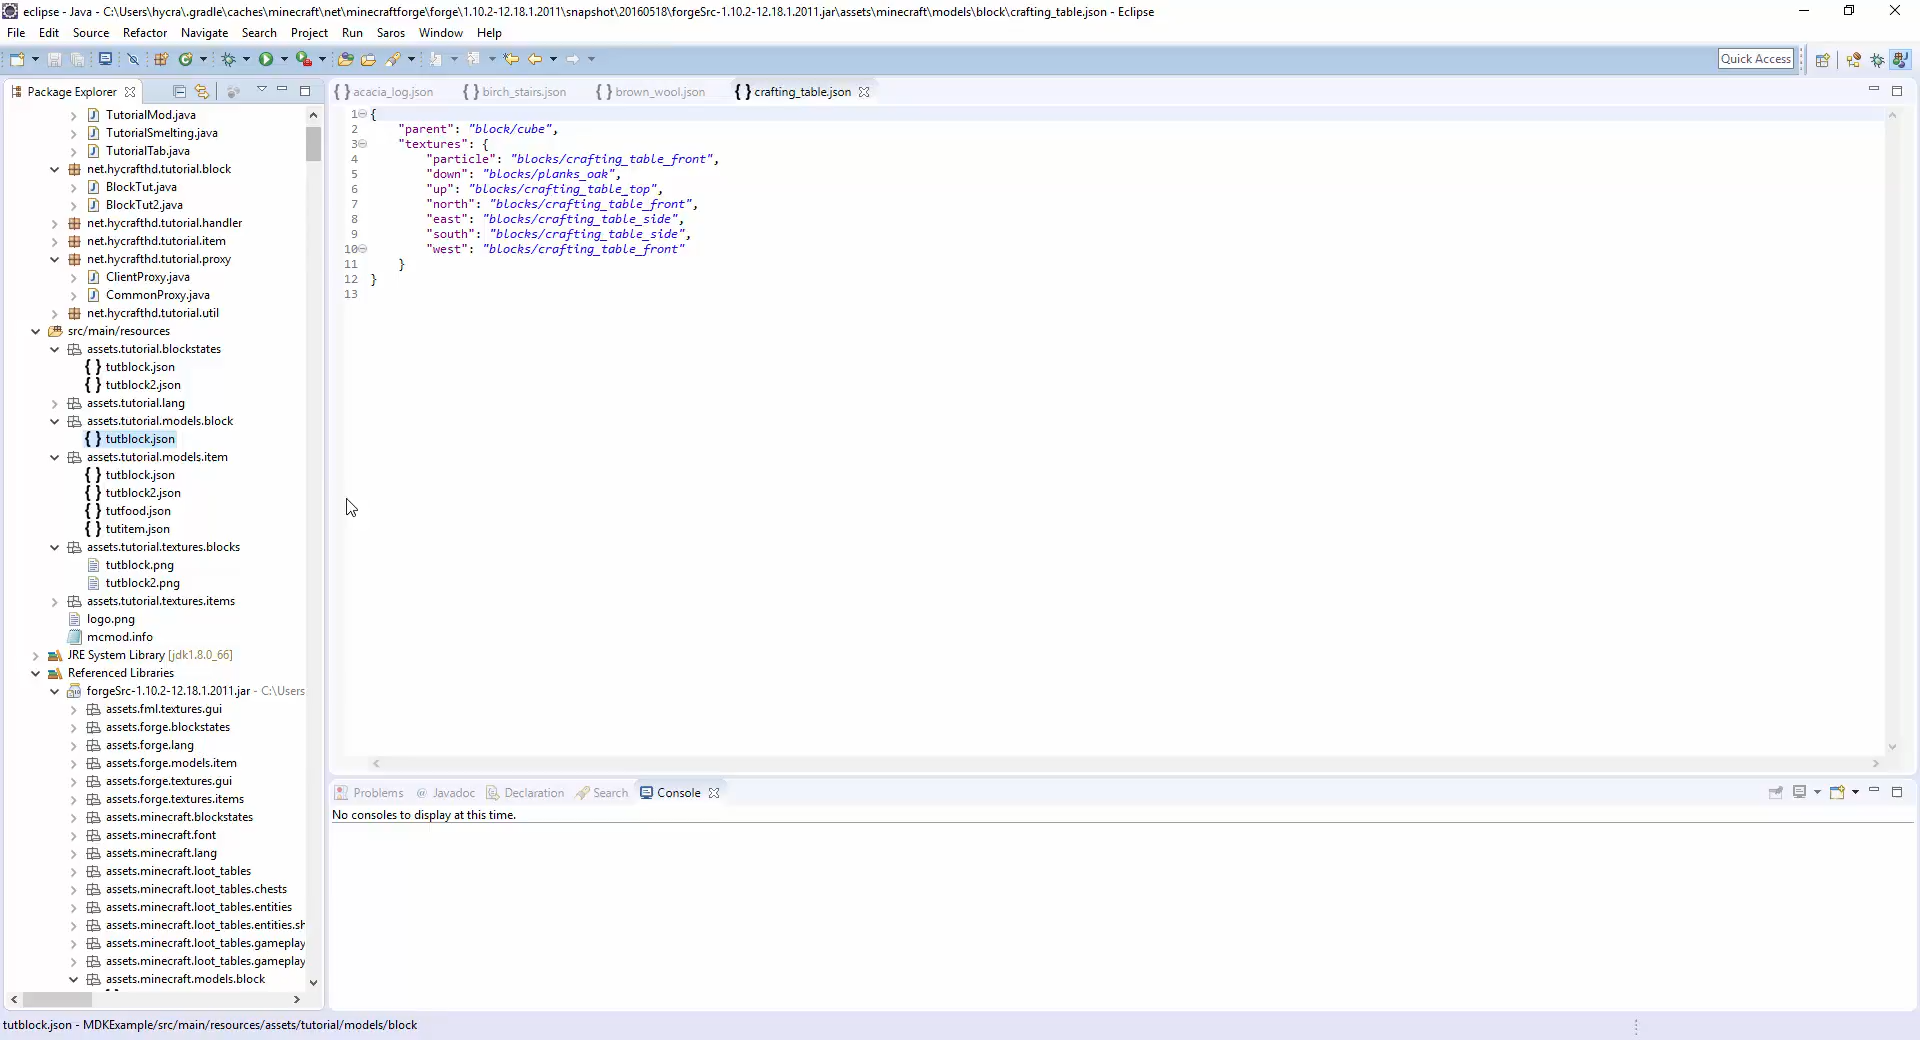 eclipse - Java - C:\Users\hycra\.gradle\caches\minecraft\net\minecraftforge\forge\1.10.2-12.18.1.2011\snapshot\20160518\forgeSrc-1.10.2-12.18.1.2011.jar\assets\minecraft\models\block\crafting_table.json - Eclipse
File Edit Source Refactor Navigate Search Project Run Saros Window Help
Quick Access
Package Explorer
TutorialMod.java
TutorialSmelting.java
TutorialTab.java
net.hycrafthd.tutorial.block
BlockTut.java
BlockTut2.java
net.hycrafthd.tutorial.handler
net.hycrafthd.tutorial.item
net.hycrafthd.tutorial.proxy
ClientProxy.java
CommonProxy.java
net.hycrafthd.tutorial.util
src/main/resources
assets.tutorial.blockstates
tutblock.json
tutblock2.json
assets.tutorial.lang
assets.tutorial.models.block
tutblock.json
assets.tutorial.models.item
tutblock.json
tutblock2.json
tutfood.json
tutitem.json
assets.tutorial.textures.blocks
tutblock.png
tutblock2.png
assets.tutorial.textures.items
logo.png
mcmod.info
JRE System Library [jdk1.8.0_66]
Referenced Libraries
forgeSrc-1.10.2-12.18.1.2011.jar - C:\Users
assets.fml.textures.gui
assets.forge.blockstates
assets.forge.lang
assets.forge.models.item
assets.forge.textures.gui
assets.forge.textures.items
assets.minecraft.blockstates
assets.minecraft.font
assets.minecraft.lang
assets.minecraft.loot_tables
assets.minecraft.loot_tables.chests
assets.minecraft.loot_tables.entities
assets.minecraft.loot_tables.entities.sh
assets.minecraft.loot_tables.gameplay
assets.minecraft.loot_tables.gameplay
assets.minecraft.models.block
acacia_log.json birch_stairs.json brown_wool.json crafting_table.json
1 {
2 "parent": "block/cube",
3 "textures": {
4 "particle": "blocks/crafting_table_front",
5 "down": "blocks/planks_oak",
6 "up": "blocks/crafting_table_top",
7 "north": "blocks/crafting_table_front",
8 "east": "blocks/crafting_table_side",
9 "south": "blocks/crafting_table_side",
10 "west": "blocks/crafting_table_front"
11 }
12 }
13
Problems Javadoc Declaration Search Console
No consoles to display at this time.
tutblock.json - MDKExample/src/main/resources/assets/tutorial/models/block